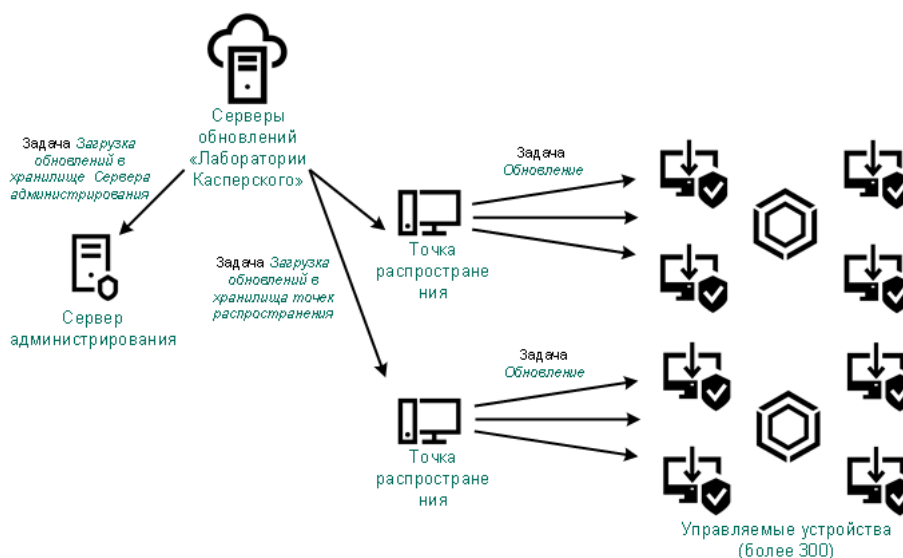 Серверы
обновлений
«Лаборатории
Касперского»
Задача Загрузка
обновлений в
хранилище Сервера
администрирования
Сервер
администрирования
Задача Загрузка
обновлений в
хранилища точек
распространения
Точка
распростране
ния
Задача
Обновление
Точка
распростране
ния
Задача
Обновление
Управляемые устройства
(более 300)